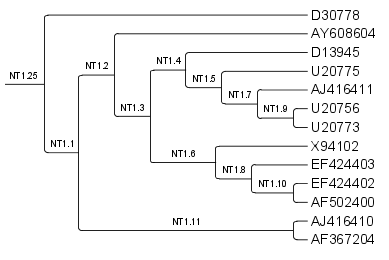 D30778
AY608604
NT1.2
D13945
NT1.4
U20775
NT1.25
NT1.5
AJ416411
NT1.7
U20756
NT1.3
NT1.9
U20773
NT1.1
X94102
NT1.6
EF424403
NT1.8
EF424402
NT1.10
AF502400
AJ416410
NT1.11
AF367204